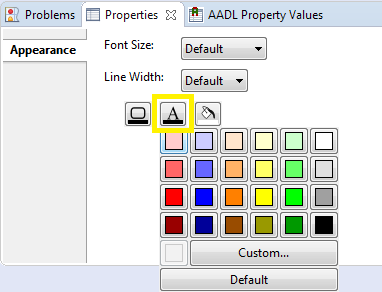 Problems Properties AADL Property Values
Appearance
Font Size: Default
Line Width: Default
A
Custom...
Default